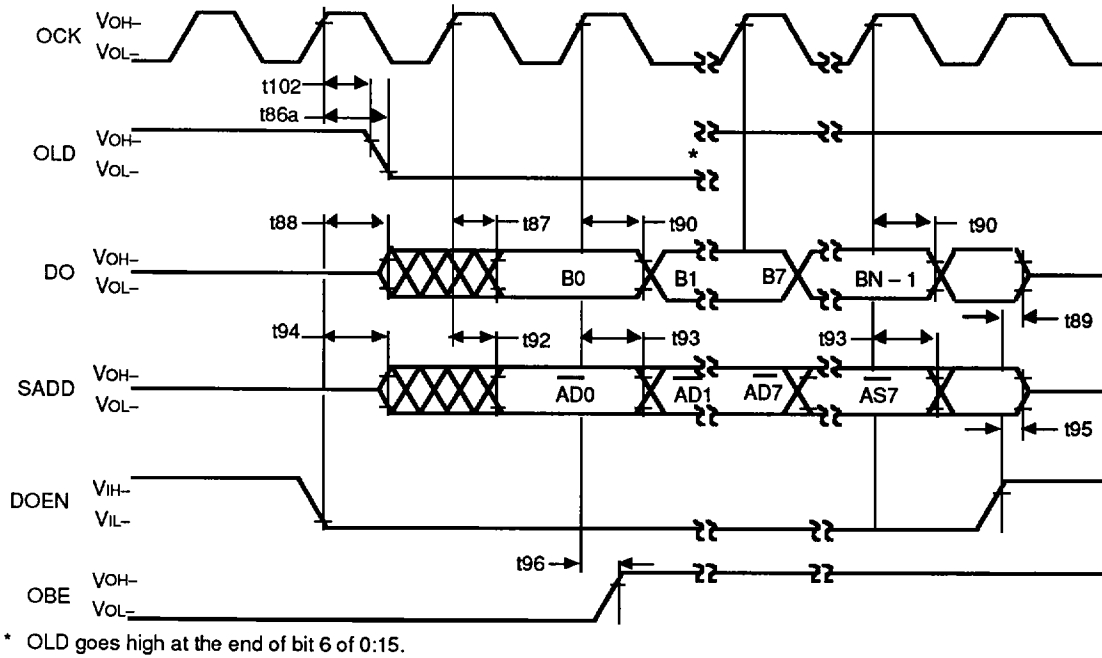 OCK VOH–
VOL–
t102
t86a
OLD VOH–
VOL–
*
t88 t87 t90 t90
DO VOH–
VOL–
B0 B1 B7 BN – 1
t89
t94 t92 t93 t93
SADD VOH–
VOL–
AD0 AD1 AD7 AS7
t95
DOEN VIH–
VIL–
t96
OBE VOH–
VOL–
* OLD goes high at the end of bit 6 of 0:15.